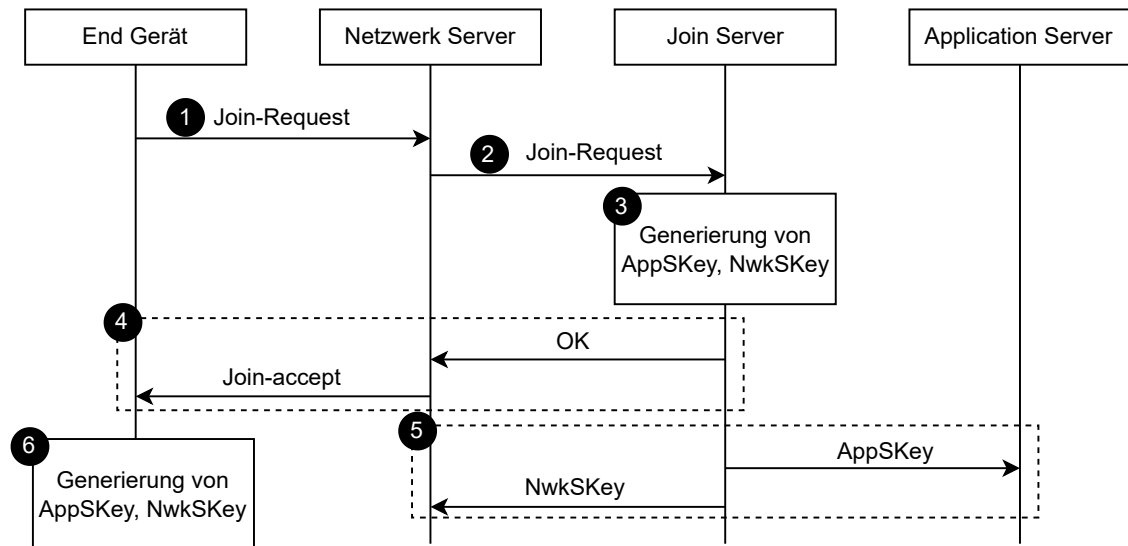 End Gerät
Netzwerk Server
Join Server
Application Server
1
Join-Request
2
Join-Request
3
Generierung von
AppSKey, NwkSKey
4
OK
Join-accept
5
AppSKey
NwkSKey
6
Generierung von
AppSKey, NwkSKey